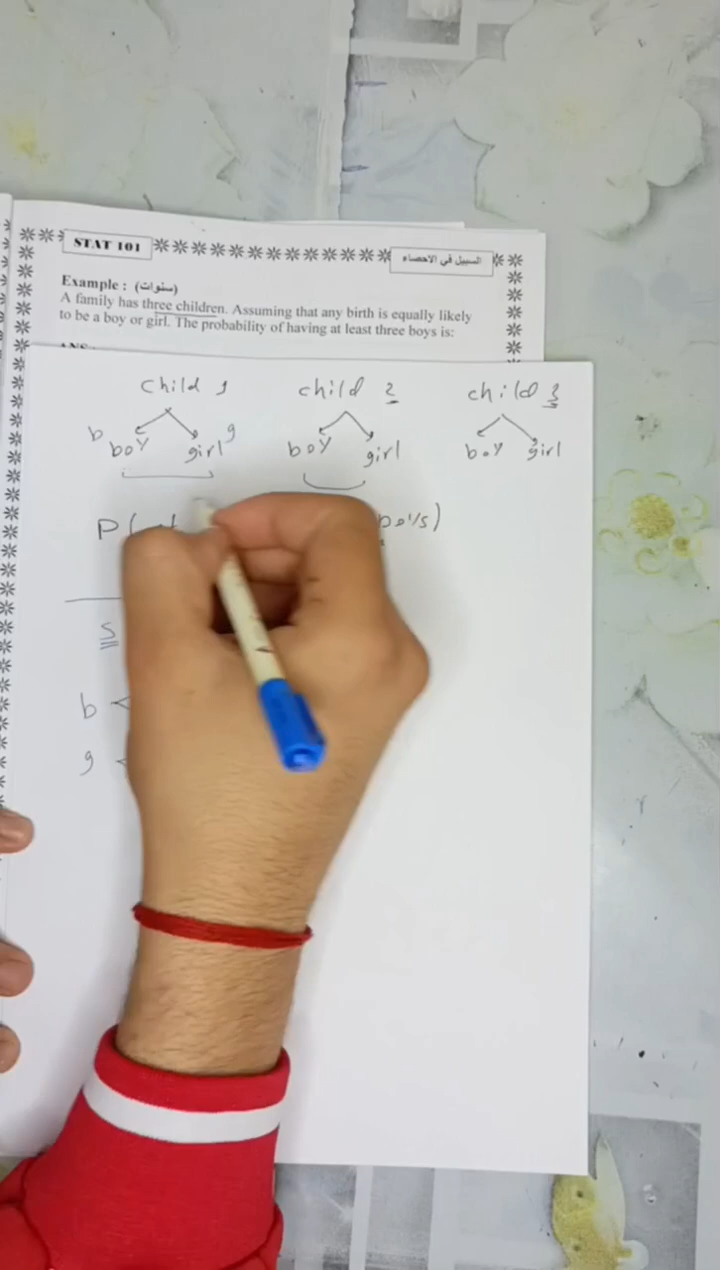 STAT 101
السبيل في الاحصاء
Example : (سنوات)
A family has three children. Assuming that any birth is equally likely
to be a boy or girl. The probability of having at least three boys is:
child 1 child 2 child 3
b boy girl g boy girl boy girl
P( boys)
S
b
g